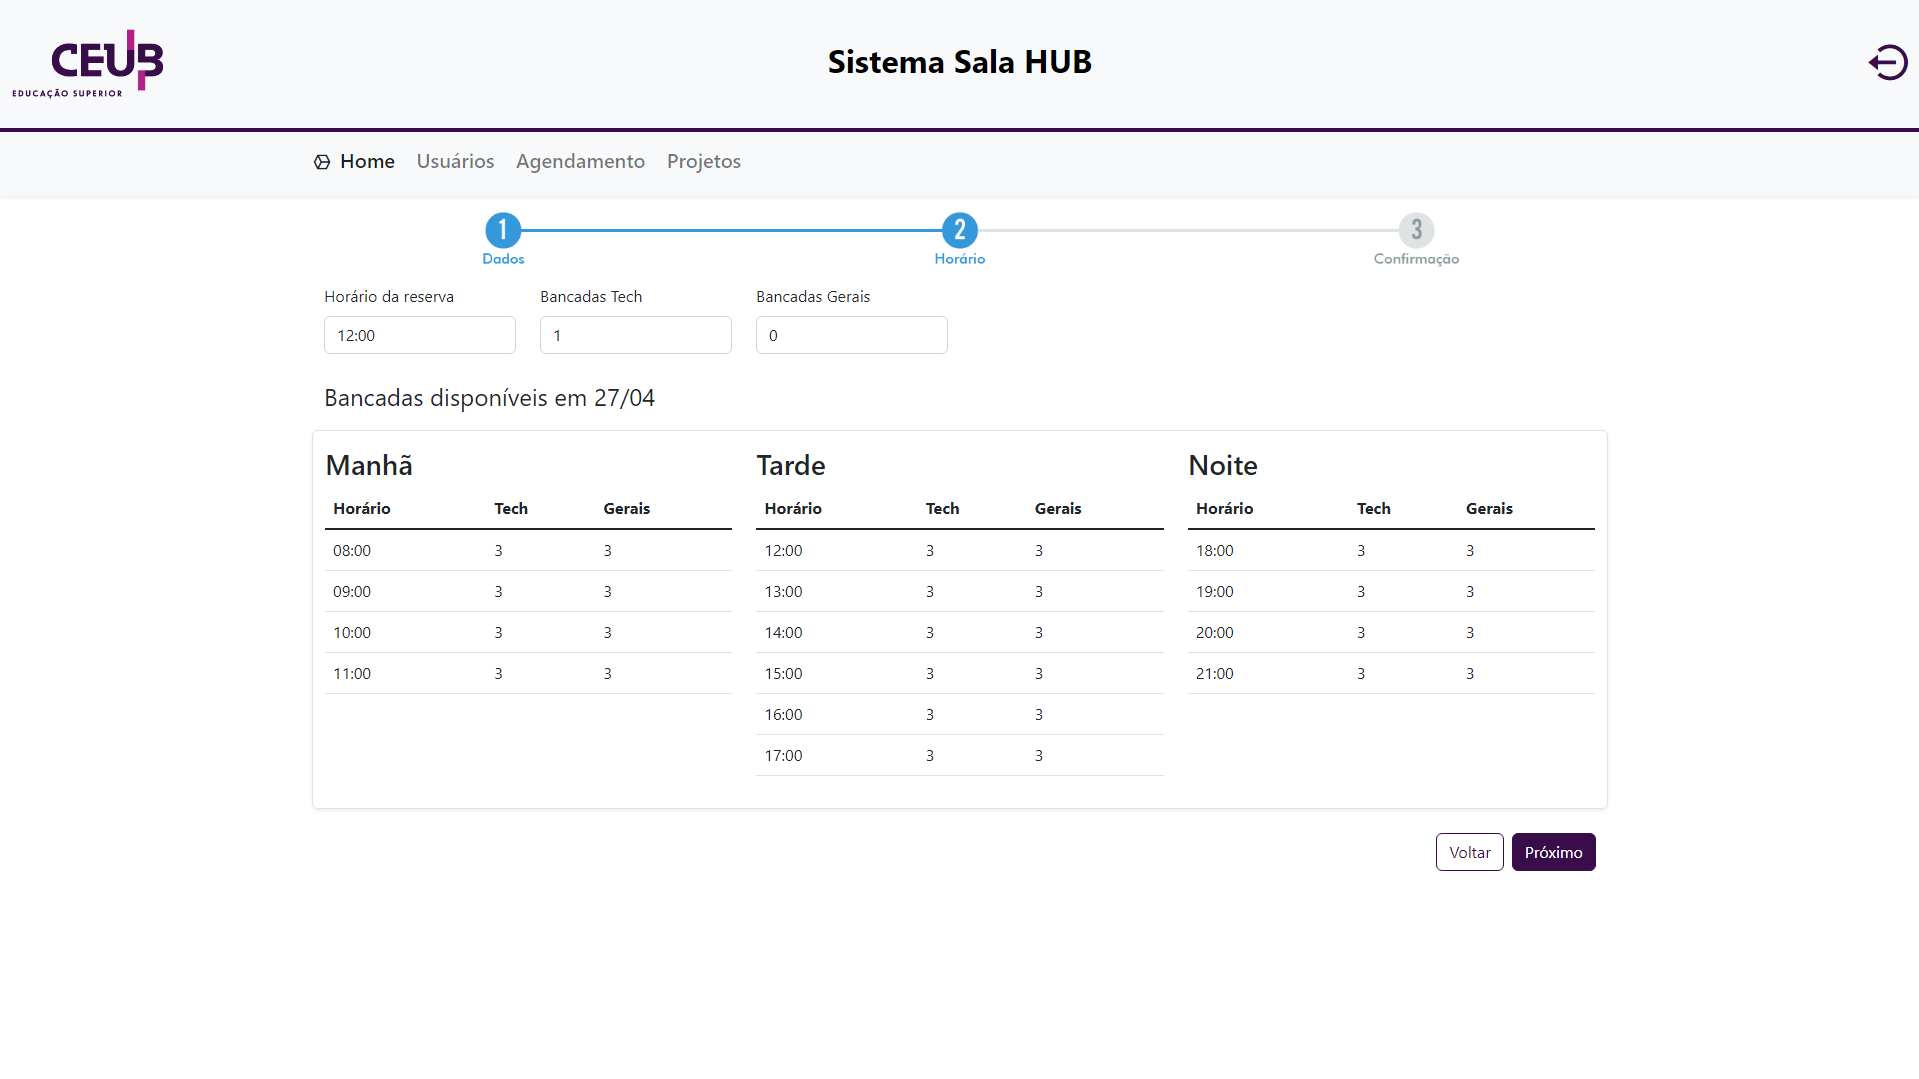 CEUB
EDUCAÇÃO SUPERIOR
Sistema Sala HUB
Home Usuários Agendamento Projetos
1 2 3
Dados Horário Confirmação
Horário da reserva Bancadas Tech Bancadas Gerais
12:00 1 0
Bancadas disponíveis em 27/04
Manhã Tarde Noite
Horário Tech Gerais Horário Tech Gerais Horário Tech Gerais
08:00 3 3 12:00 3 3 18:00 3 3
09:00 3 3 13:00 3 3 19:00 3 3
10:00 3 3 14:00 3 3 20:00 3 3
11:00 3 3 15:00 3 3 21:00 3 3
16:00 3 3
17:00 3 3
Voltar Próximo